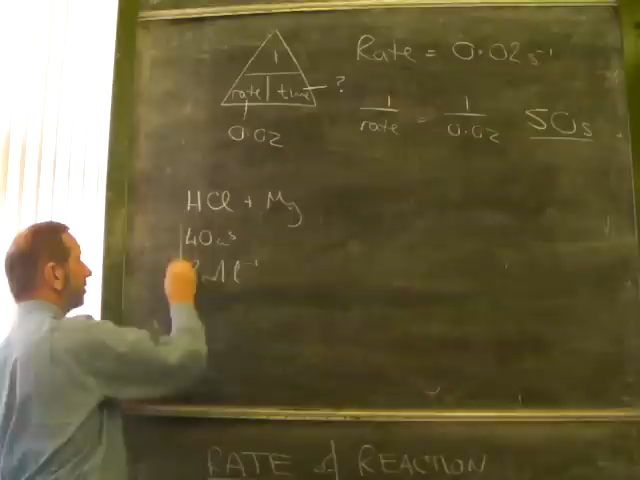 1
rate | time — ?
0.02
Rate = 0.02 s⁻¹
1/rate = 1/0.02 50s
HCl + Mg
RATE of REACTION